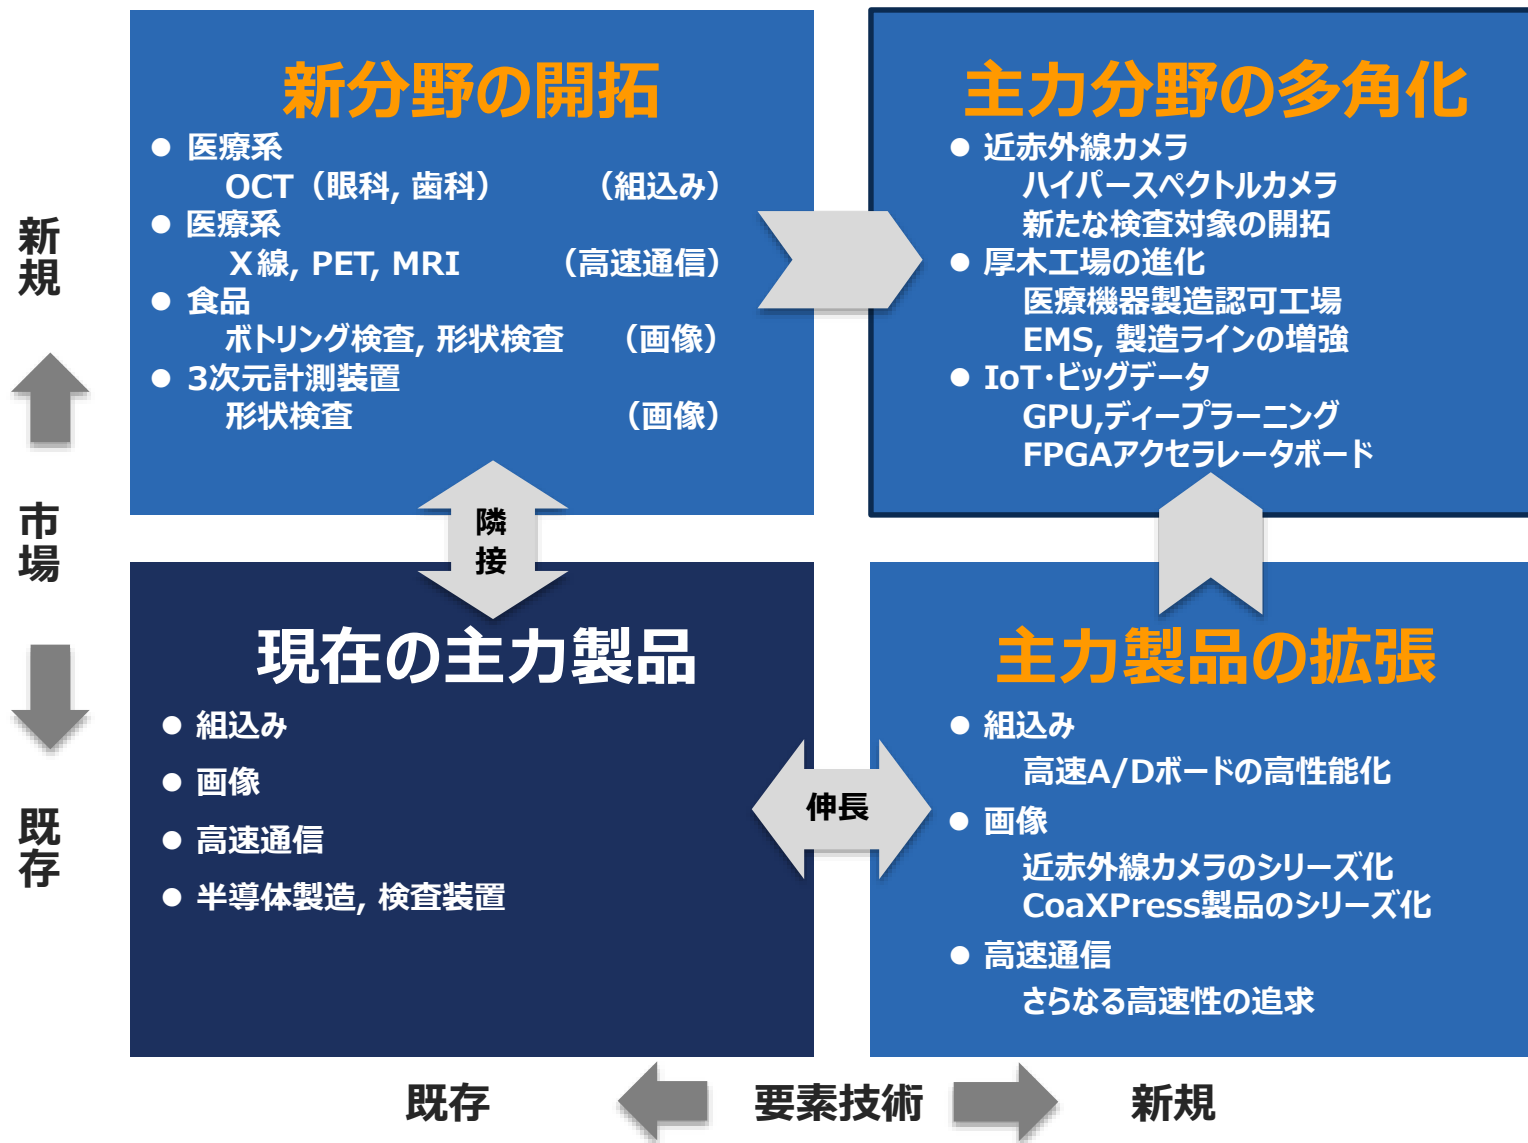 新分野の開拓
● 医療系
OCT（眼科, 歯科）　　（組込み）
● 医療系
X線, PET, MRI　　（高速通信）
● 食品
ボトリング検査, 形状検査　　（画像）
● 3次元計測装置
形状検査　　（画像）
主力分野の多角化
● 近赤外線カメラ
ハイパースペクトルカメラ
新たな検査対象の開拓
● 厚木工場の進化
医療機器製造認可工場
EMS, 製造ラインの増強
● IoT・ビッグデータ
GPU,ディープラーニング
FPGAアクセラレータボード
新規
市場
既存
隣接
現在の主力製品
● 組込み
● 画像
● 高速通信
● 半導体製造, 検査装置
伸長
主力製品の拡張
● 組込み
高速A/Dボードの高性能化
● 画像
近赤外線カメラのシリーズ化
CoaXPress製品のシリーズ化
● 高速通信
さらなる高速性の追求
既存
要素技術
新規